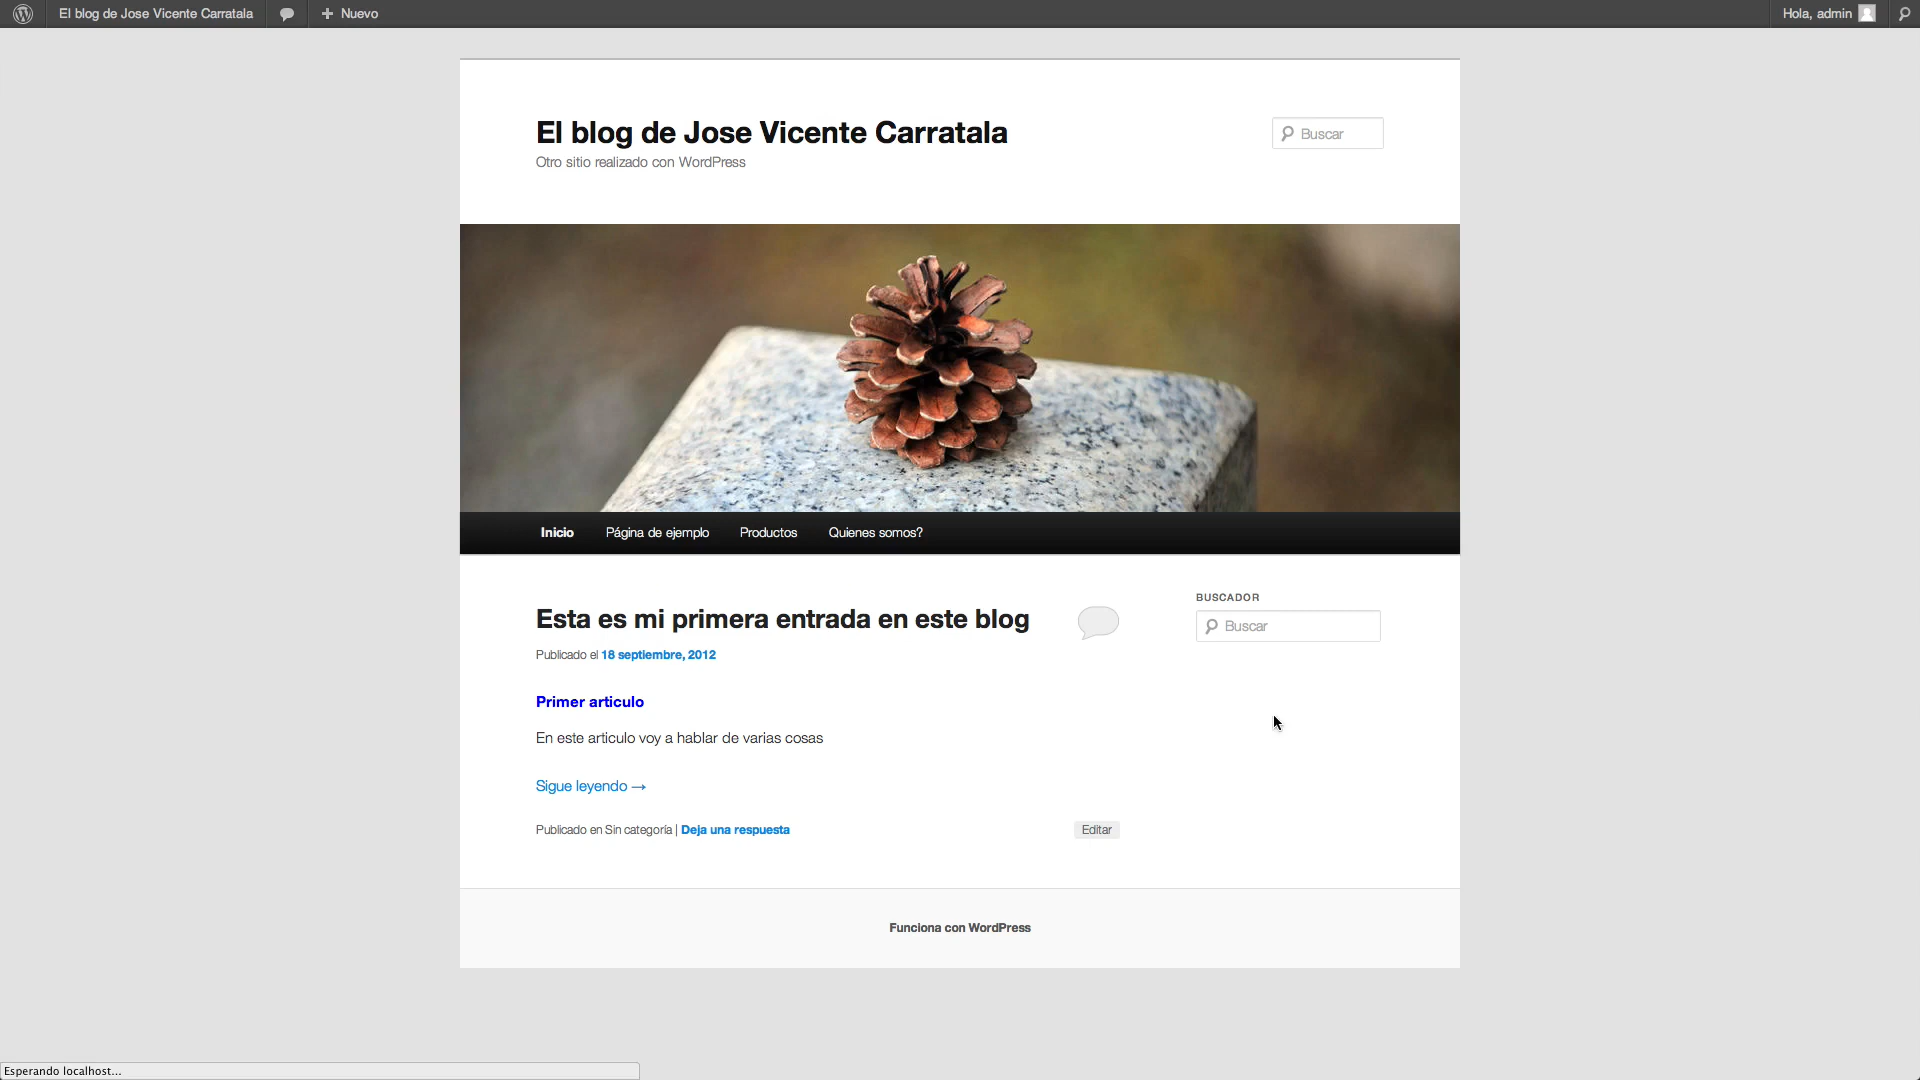 El blog de Jose Vicente Carratala
Nuevo
Hola, admin
El blog de Jose Vicente Carratala
Otro sitio realizado con WordPress
Buscar
Inicio
Página de ejemplo
Productos
Quienes somos?
Esta es mi primera entrada en este blog
Publicado el 18 septiembre, 2012
Primer articulo
En este articulo voy a hablar de varias cosas
Sigue leyendo →
Publicado en Sin categoría | Deja una respuesta
Editar
BUSCADOR
Buscar
Funciona con WordPress
Esperando localhost...